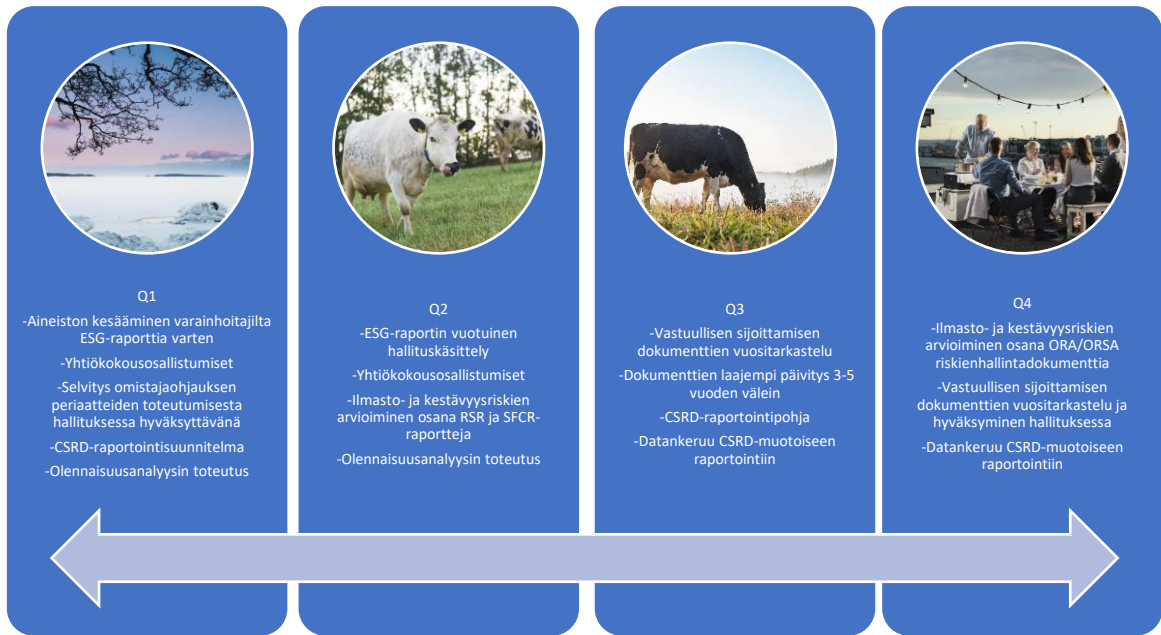 Q1
-Aineiston kesääminen varainhoitajilta
ESG-raporttia varten
-Yhtiökokousosallistumiset
-Selvitys omistajaohjauksen
periaatteiden toteutumisesta
hallituksessa hyväksyttävänä
-CSRD-raportointisuunnitelma
-Olennaisuusanalyysin toteutus
Q2
-ESG-raportin vuotuinen
hallituskäsittely
-Yhtiökokousosallistumiset
-Ilmasto- ja kestävyysriskien
arvioiminen osana RSR ja SFCR-
raportteja
-Olennaisuusanalyysin toteutus
Q3
-Vastuullisen sijoittamisen
dokumenttien vuositarkastelu
-Dokumenttien laajempi päivitys 3-5
vuoden välein
-CSRD-raportointipohja
-Datankeruu CSRD-muotoiseen
raportointiin
Q4
-Ilmasto- ja kestävyysriskien
arvioiminen osana ORA/ORSA
riskienhallintadokumenttia
-Vastuullisen sijoittamisen
dokumenttien vuositarkastelu ja
hyväksyminen hallituksessa
-Datankeruu CSRD-muotoiseen
raportointiin